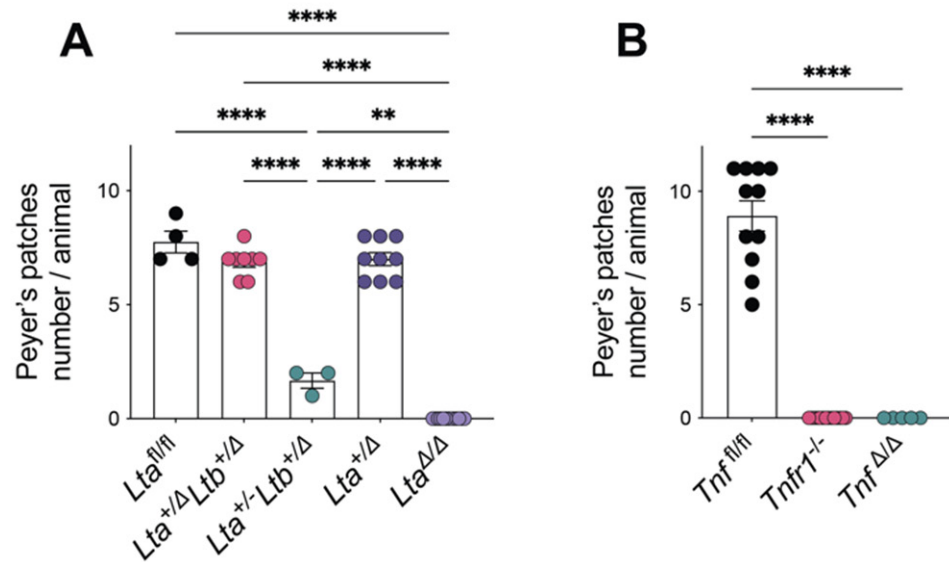 A
****
****
****
**
****
****
****
Peyer's patches
number / animal
10
5
0
Lta^fl/fl
Lta^+/Δ Ltb^+/Δ
Lta^+/- Ltb^+/Δ
Lta^+/Δ
Lta^Δ/Δ
B
****
****
Peyer's patches
number / animal
10
5
0
Tnf^fl/fl
Tnfr1^-/-
Tnf^Δ/Δ